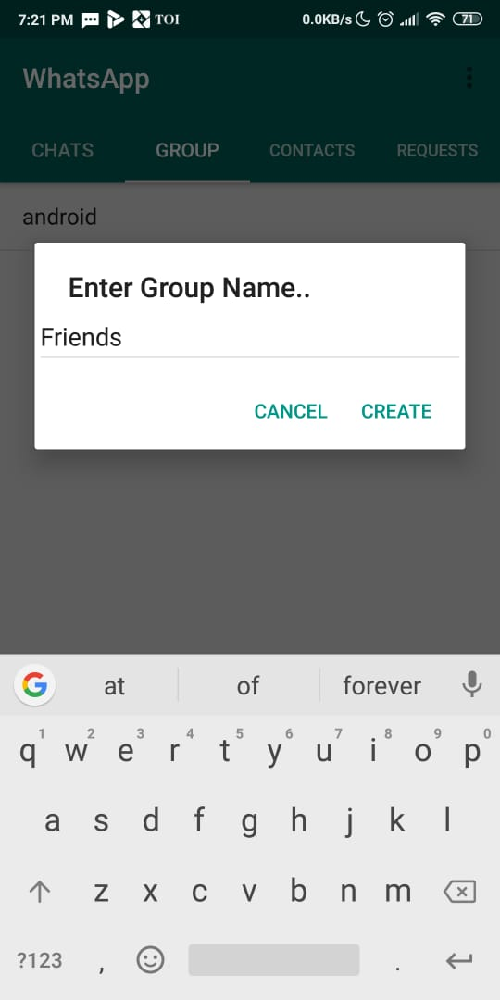 7:21 PM TOI 0.0KB/s 71
WhatsApp
CHATS GROUP CONTACTS REQUESTS
android
Enter Group Name..
Friends
CANCEL CREATE
G at of forever
1 2 3 4 5 6 7 8 9 0
q w e r t y u i o p
a s d f g h j k l
z x c v b n m
?123 , .